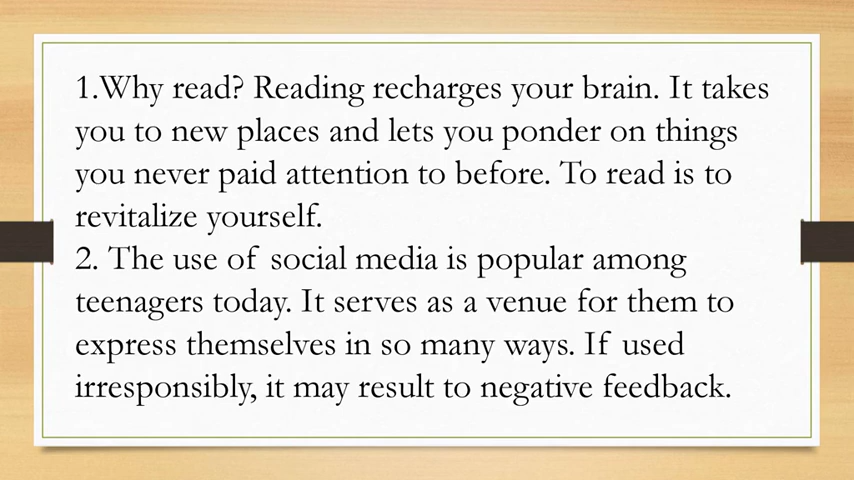 1.Why read? Reading recharges your brain. It takes
you to new places and lets you ponder on things
you never paid attention to before. To read is to
revitalize yourself.
2. The use of social media is popular among
teenagers today. It serves as a venue for them to
express themselves in so many ways. If used
irresponsibly, it may result to negative feedback.